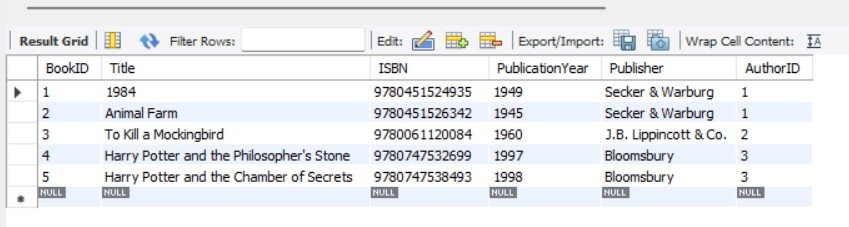 Result Grid Filter Rows: Edit: Export/Import: Wrap Cell Content: IA
BookID Title ISBN PublicationYear Publisher AuthorID
1 1984 9780451524935 1949 Secker & Warburg 1
2 Animal Farm 9780451526342 1945 Secker & Warburg 1
3 To Kill a Mockingbird 9780061120084 1960 J.B. Lippincott & Co. 2
4 Harry Potter and the Philosopher's Stone 9780747532699 1997 Bloomsbury 3
5 Harry Potter and the Chamber of Secrets 9780747538493 1998 Bloomsbury 3
NULL NULL NULL NULL NULL NULL